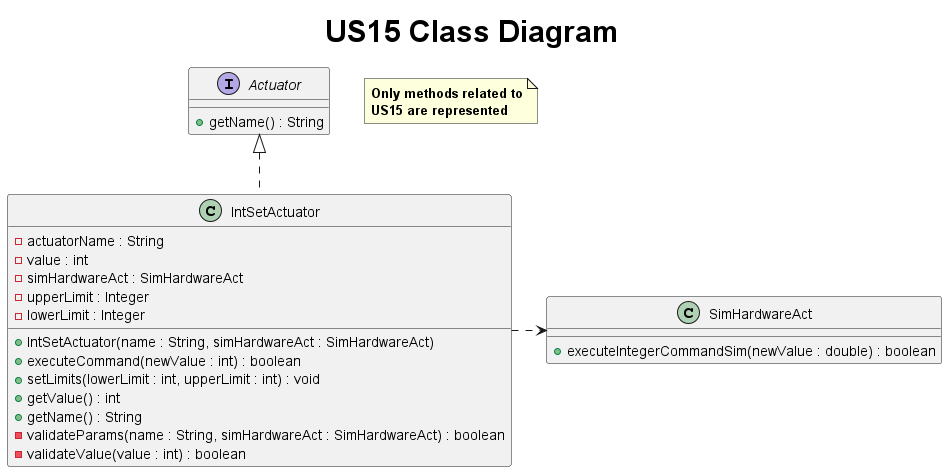 US15 Class Diagram
I Actuator
getName() : String
Only methods related to
US15 are represented
C IntSetActuator
actuatorName : String
value : int
simHardwareAct : SimHardwareAct
upperLimit : Integer
lowerLimit : Integer
IntSetActuator(name : String, simHardwareAct : SimHardwareAct)
executeCommand(newValue : int) : boolean
setLimits(lowerLimit : int, upperLimit : int) : void
getValue() : int
getName() : String
validateParams(name : String, simHardwareAct : SimHardwareAct) : boolean
validateValue(value : int) : boolean
C SimHardwareAct
executeIntegerCommandSim(newValue : double) : boolean